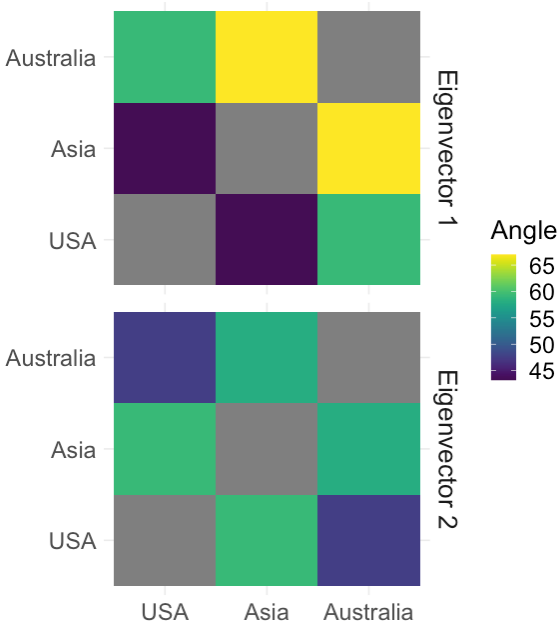 Australia
Asia
USA
Eigenvector 1
Angle
65
60
55
50
45
Australia
Asia
USA
Eigenvector 2
USA Asia Australia